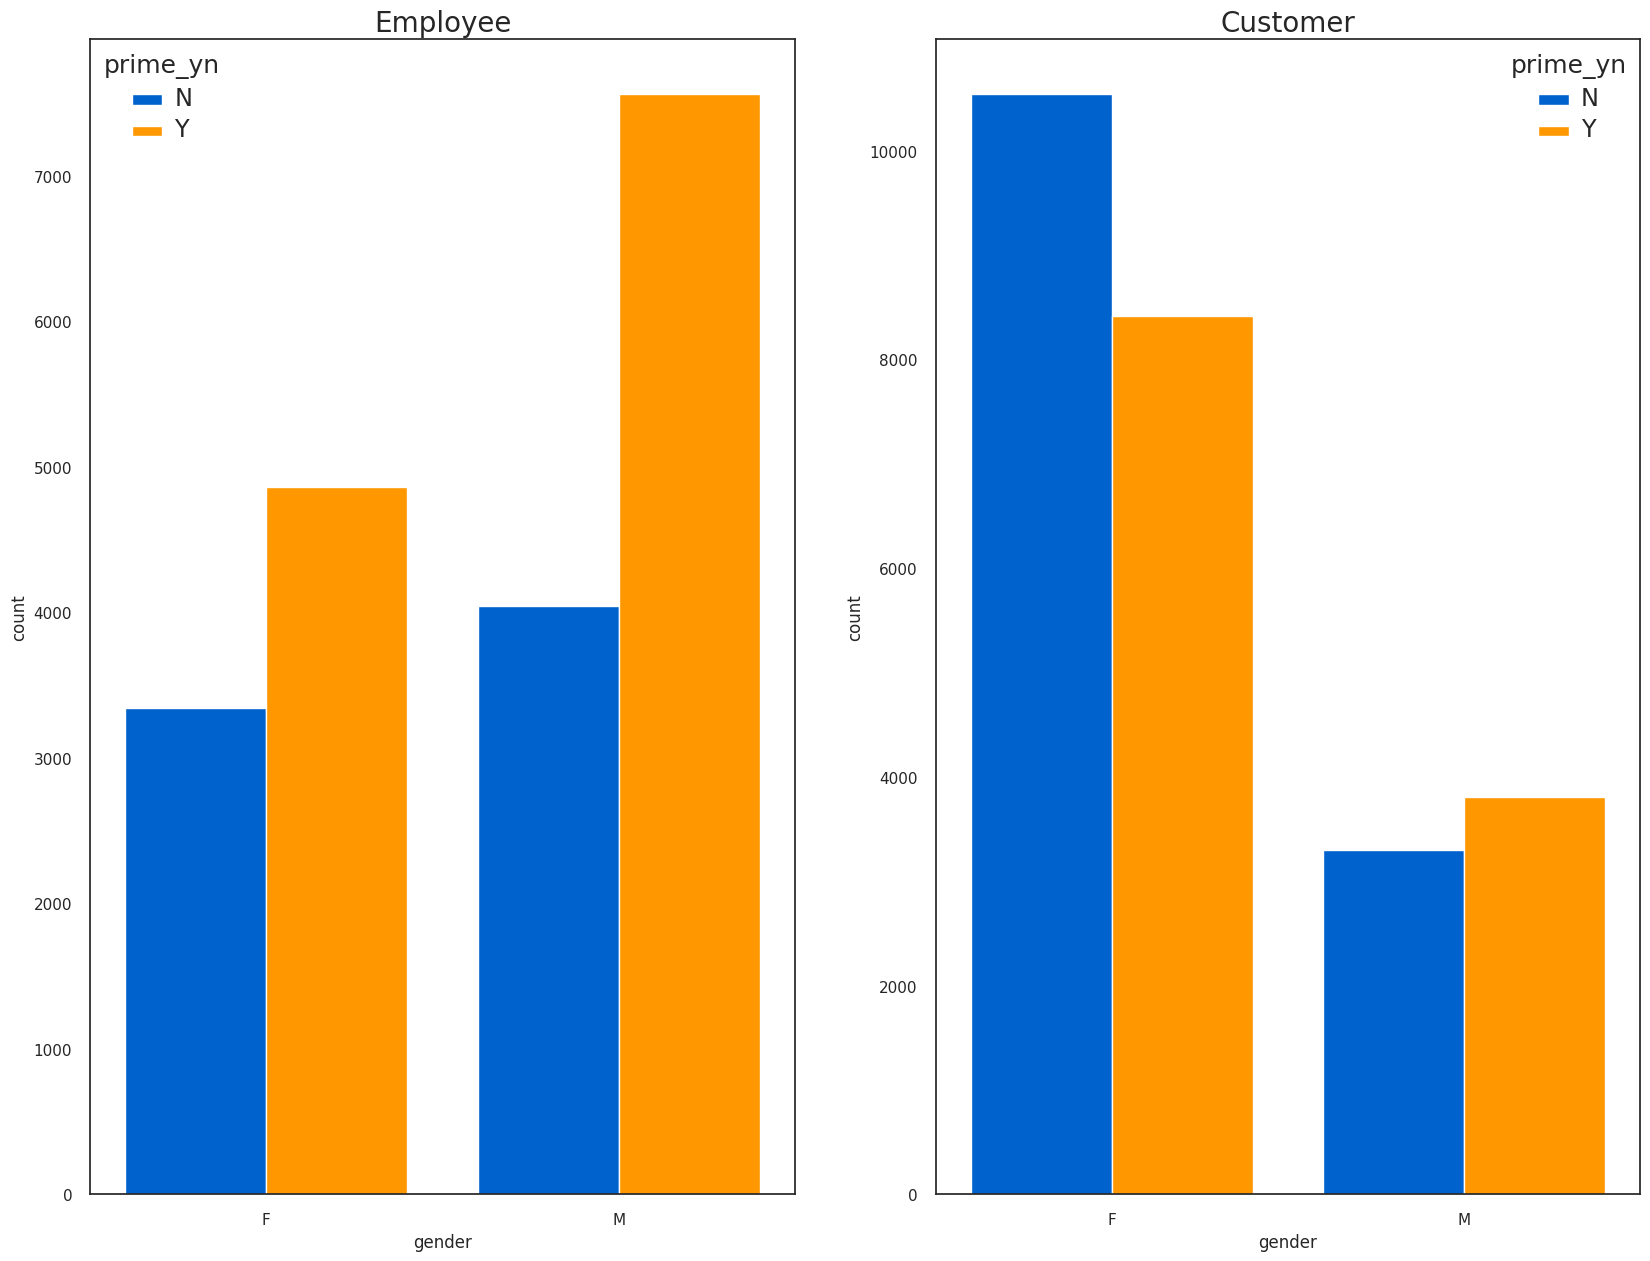 Employee
prime_yn
N
Y
7000
6000
5000
4000
3000
2000
1000
0
count
F
M
gender
Customer
prime_yn
N
Y
10000
8000
6000
4000
2000
0
count
F
M
gender